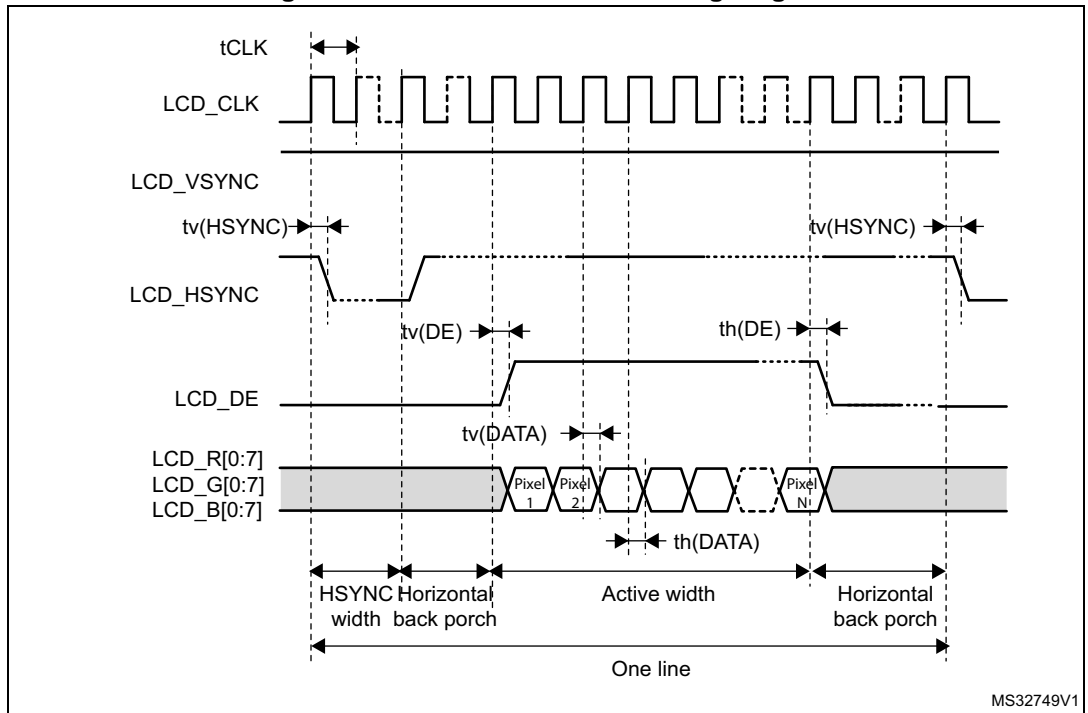 tCLK
LCD_CLK
LCD_VSYNC
tv(HSYNC)
tv(HSYNC)
LCD_HSYNC
tv(DE)
th(DE)
LCD_DE
tv(DATA)
LCD_R[0:7]
LCD_G[0:7]
LCD_B[0:7]
Pixel
1
Pixel
2
Pixel
N
th(DATA)
HSYNC
width
Horizontal
back porch
Active width
Horizontal
back porch
One line
MS32749V1